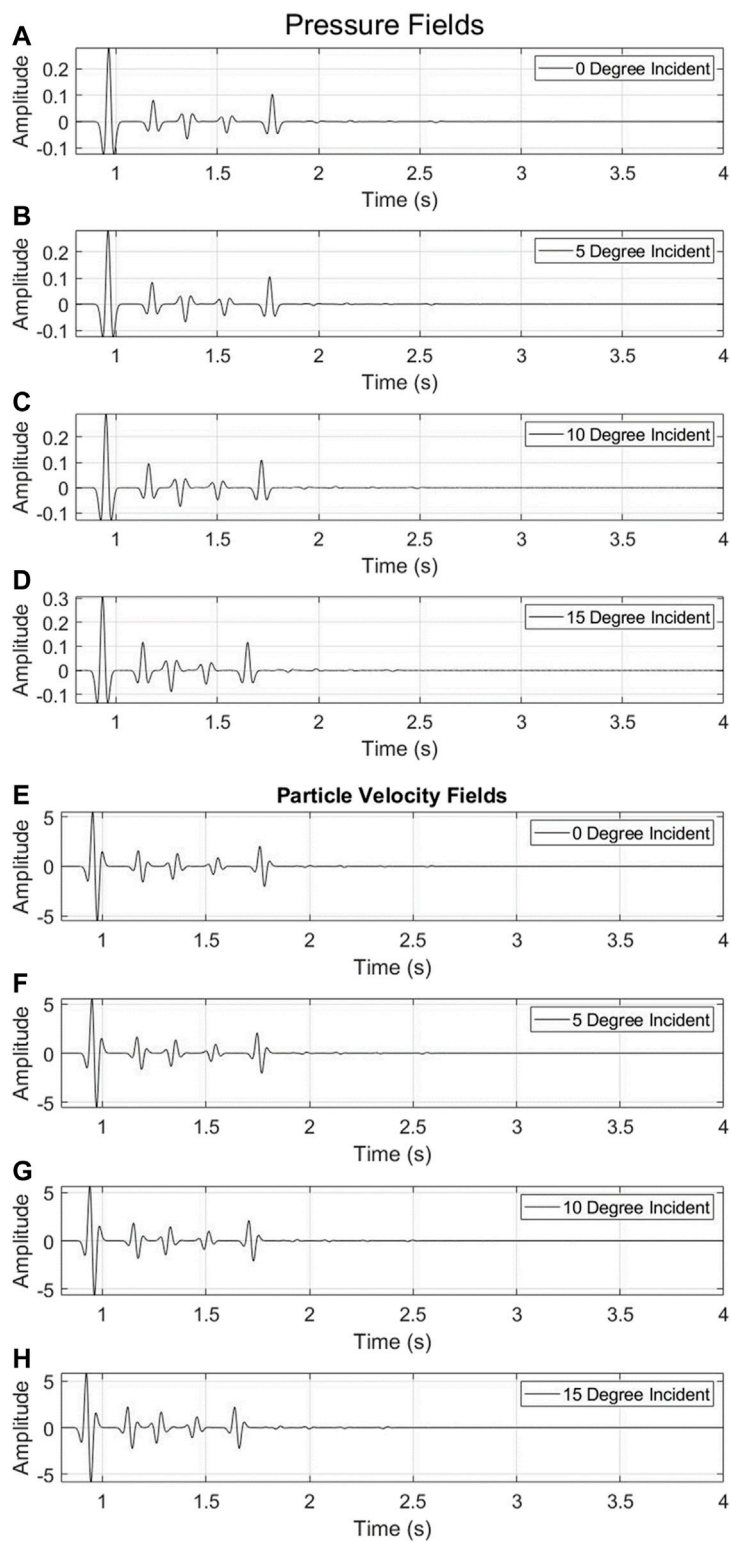 Pressure Fields
A
Amplitude
0.2
0.1
0
-0.1
0 Degree Incident
1 1.5 2 2.5 3 3.5 4
Time (s)
B
Amplitude
0.2
0.1
0
-0.1
5 Degree Incident
1 1.5 2 2.5 3 3.5 4
Time (s)
C
Amplitude
0.2
0.1
0
-0.1
10 Degree Incident
1 1.5 2 2.5 3 3.5 4
Time (s)
D
Amplitude
0.3
0.2
0.1
0
-0.1
15 Degree Incident
1 1.5 2 2.5 3 3.5 4
Time (s)
E
Particle Velocity Fields
Amplitude
5
0
-5
0 Degree Incident
1 1.5 2 2.5 3 3.5 4
Time (s)
F
Amplitude
5
0
-5
5 Degree Incident
1 1.5 2 2.5 3 3.5 4
Time (s)
G
Amplitude
5
0
-5
10 Degree Incident
1 1.5 2 2.5 3 3.5 4
Time (s)
H
Amplitude
5
0
-5
15 Degree Incident
1 1.5 2 2.5 3 3.5 4
Time (s)